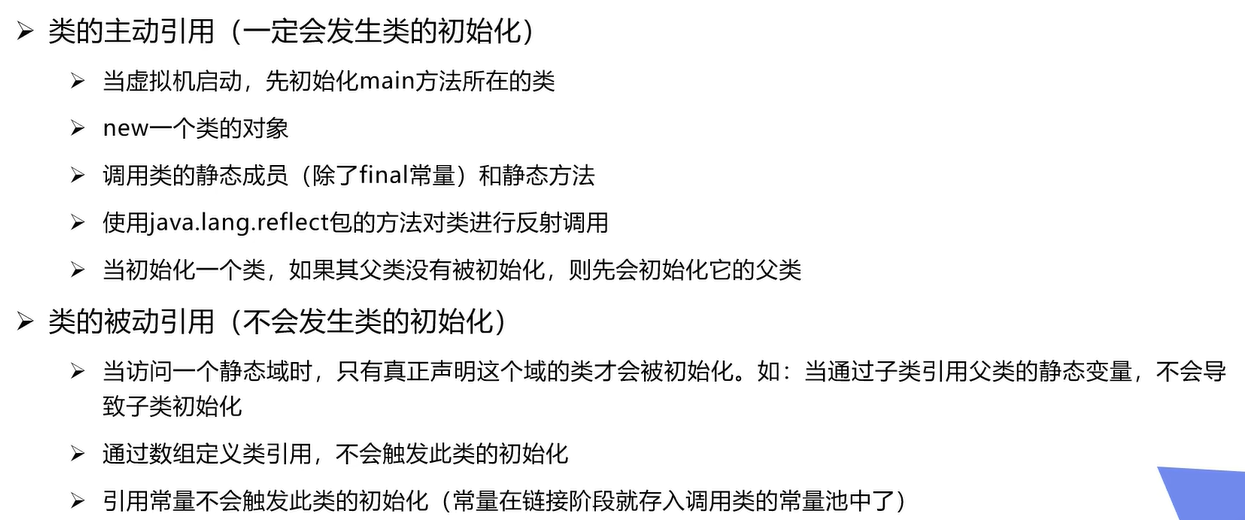 类的主动引用（一定会发生类的初始化）
当虚拟机启动，先初始化main方法所在的类
new一个类的对象
调用类的静态成员（除了final常量）和静态方法
使用java.lang.reflect包的方法对类进行反射调用
当初始化一个类，如果其父类没有被初始化，则先会初始化它的父类
类的被动引用（不会发生类的初始化）
当访问一个静态域时，只有真正声明这个域的类才会被初始化。如：当通过子类引用父类的静态变量，不会导
致子类初始化
通过数组定义类引用，不会触发此类的初始化
引用常量不会触发此类的初始化（常量在链接阶段就存入调用类的常量池中了）